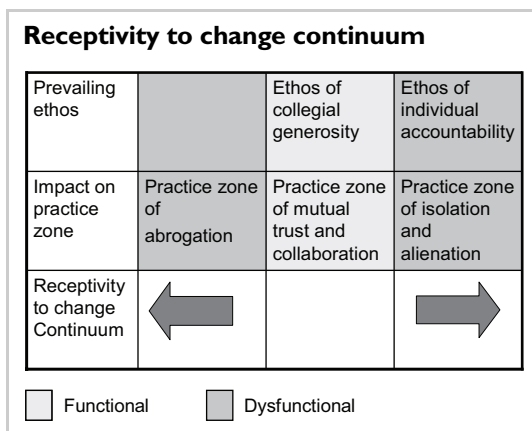 Receptivity to change continuum
Prevailing
ethos
Ethos of
collegial
generosity
Ethos of
individual
accountability
Impact on
practice
zone
Practice zone
of
abrogation
Practice zone
of mutual
trust and
collaboration
Practice zone
of isolation
and
alienation
Receptivity
to change
Continuum
Functional
Dysfunctional